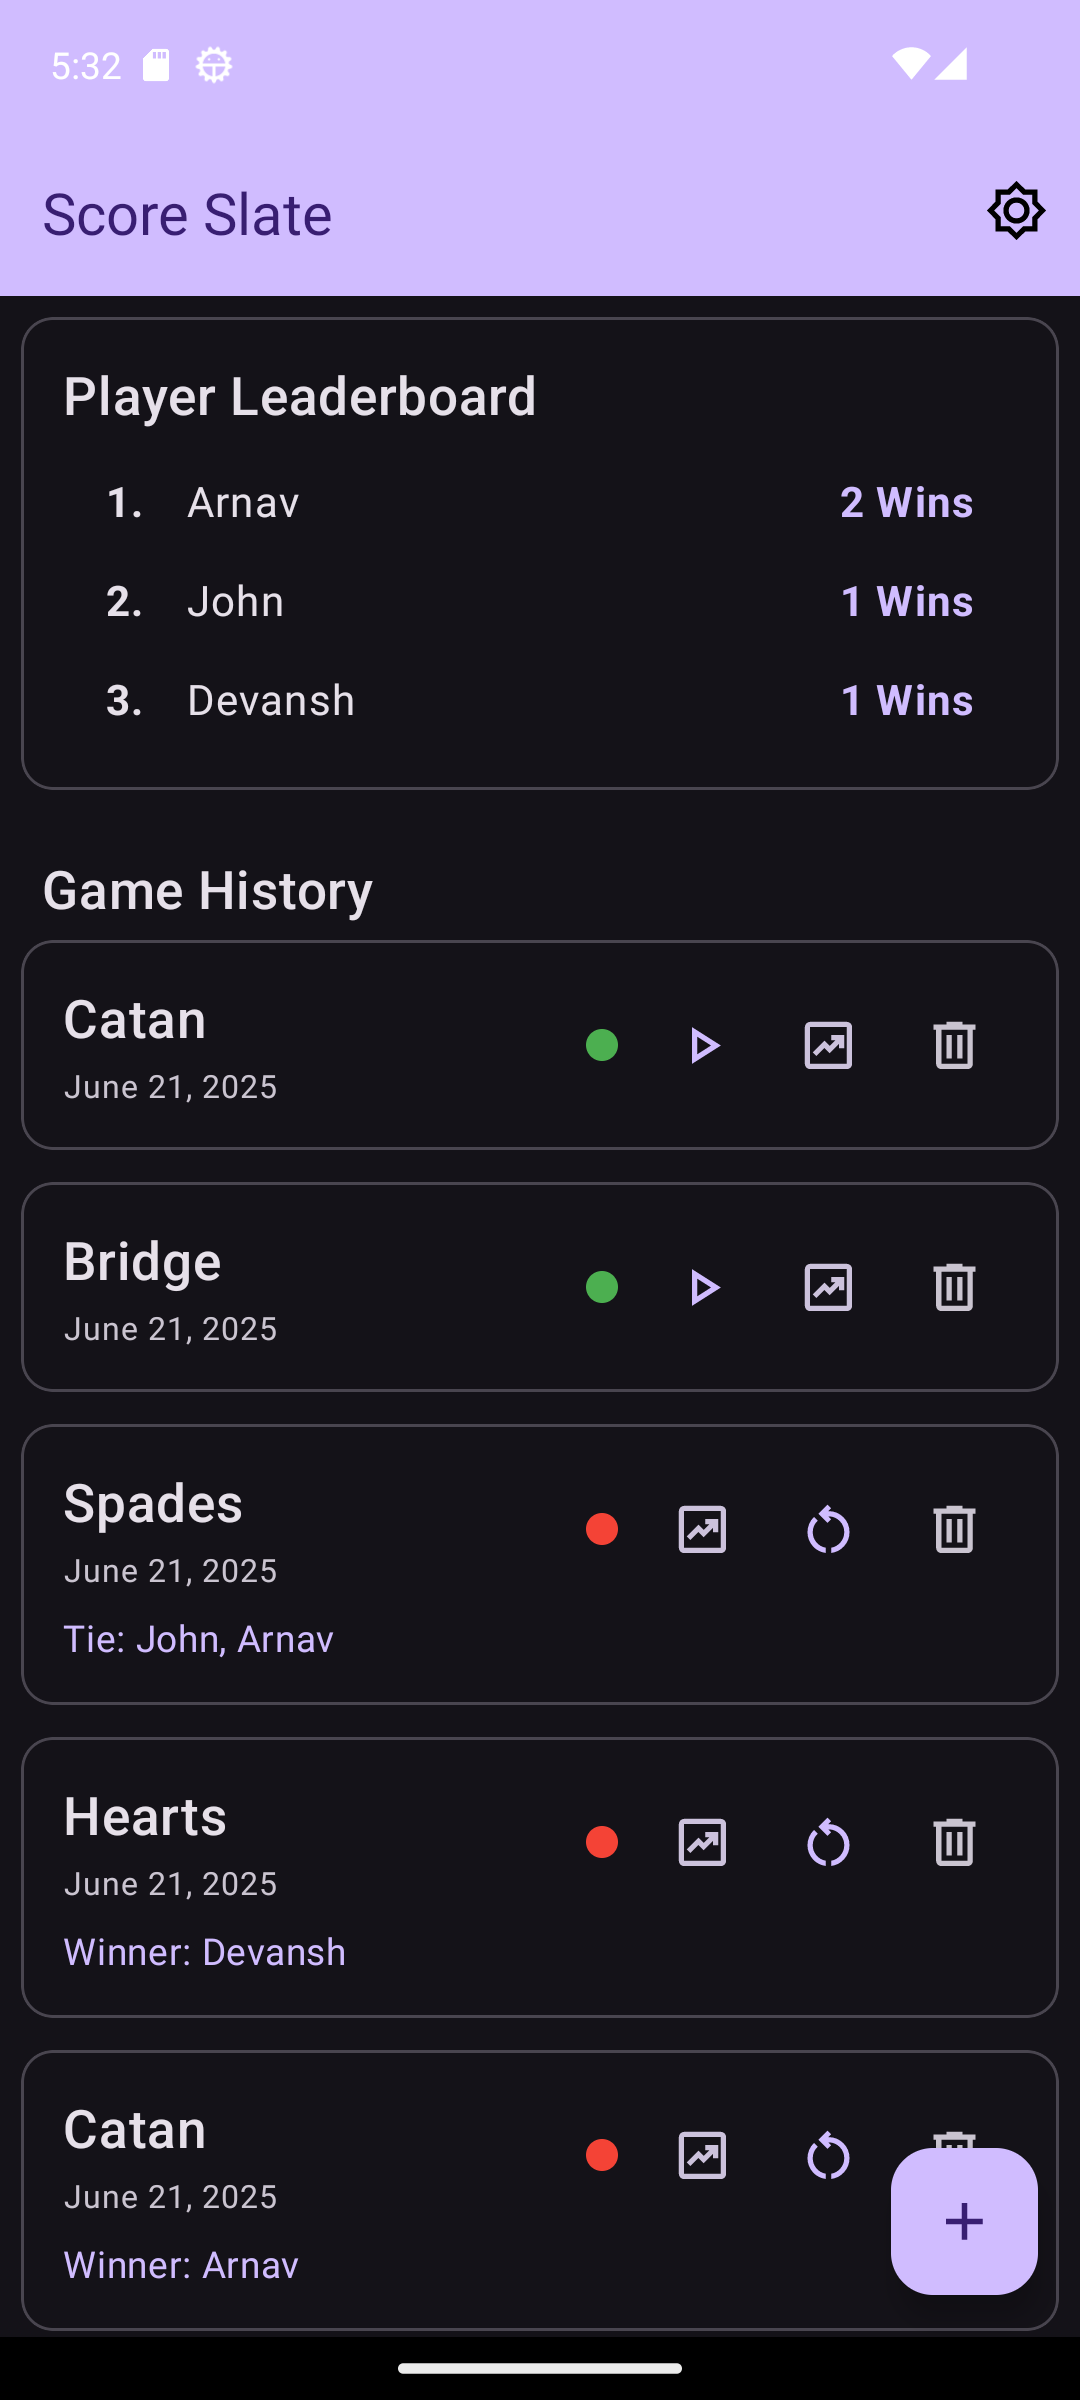 5:32
Score Slate
Player Leaderboard
1. Arnav 2 Wins
2. John 1 Wins
3. Devansh 1 Wins
Game History
Catan
June 21, 2025
Bridge
June 21, 2025
Spades
June 21, 2025
Tie: John, Arnav
Hearts
June 21, 2025
Winner: Devansh
Catan
June 21, 2025
Winner: Arnav